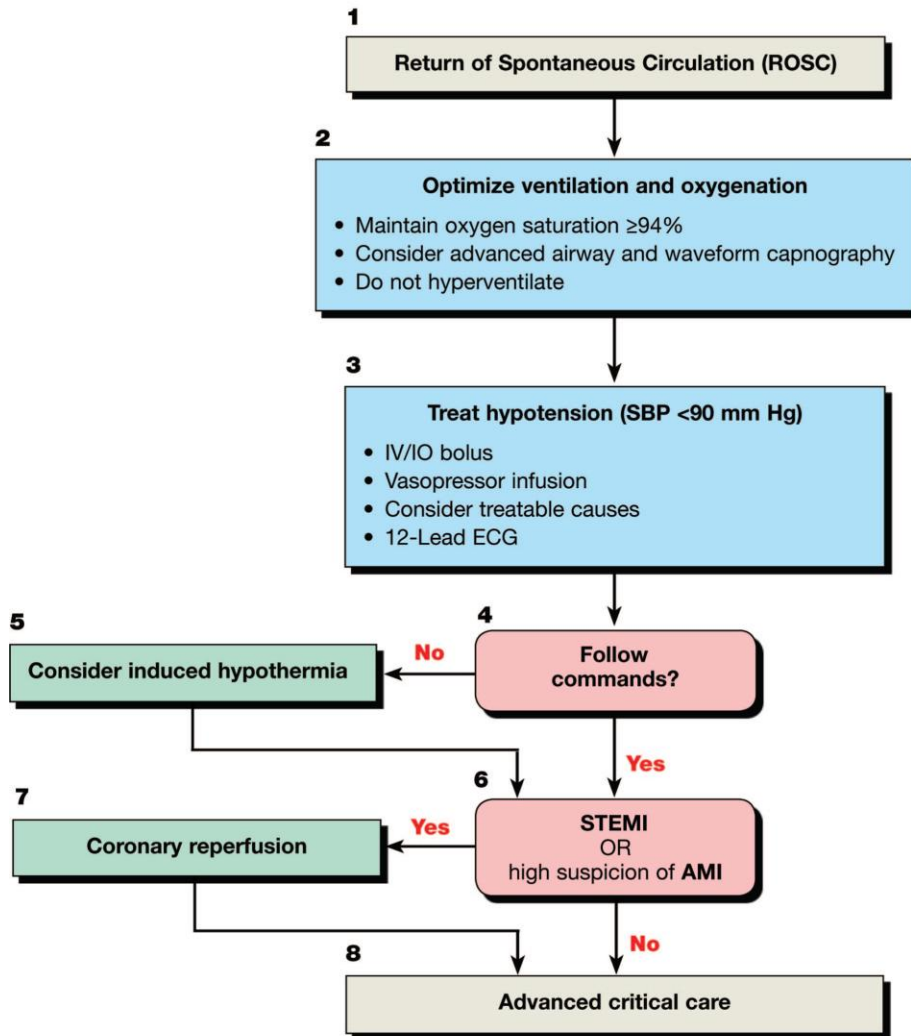 1
Return of Spontaneous Circulation (ROSC)
2
Optimize ventilation and oxygenation
• Maintain oxygen saturation ≥94%
• Consider advanced airway and waveform capnography
• Do not hyperventilate
3
Treat hypotension (SBP <90 mm Hg)
• IV/IO bolus
• Vasopressor infusion
• Consider treatable causes
• 12-Lead ECG
4
Follow
commands?
No
5
Consider induced hypothermia
Yes
6
STEMI
OR
high suspicion of AMI
Yes
7
Coronary reperfusion
No
8
Advanced critical care